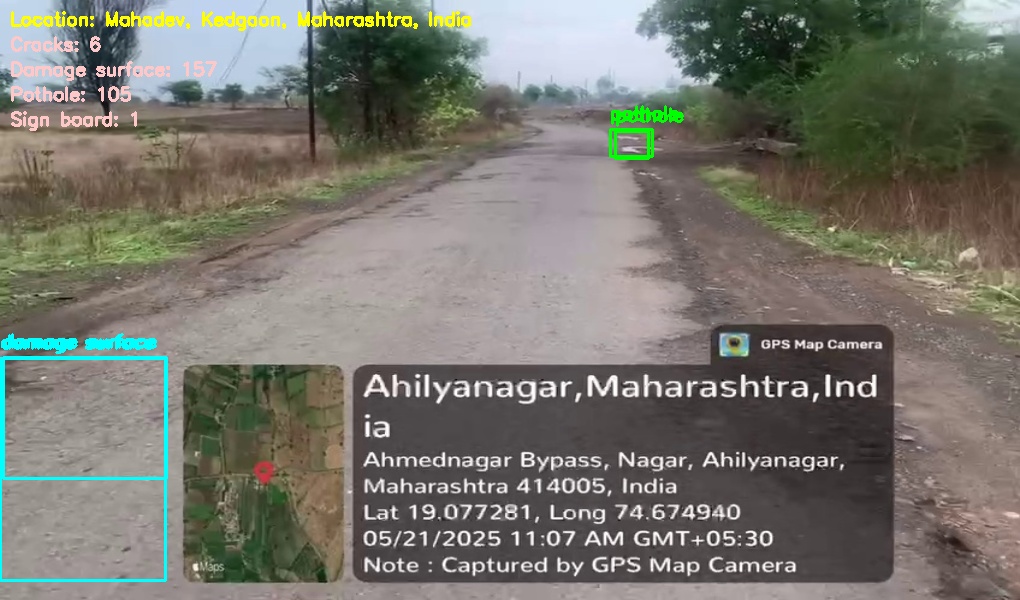 Location: Mahadev, Kedgaon, Maharashtra, India
Cracks: 6
Damage surface: 157
Pothole: 105
Sign board: 1
pothole
damage surface
GPS Map Camera
Ahilyanagar,Maharashtra,Ind
ia
Ahmednagar Bypass, Nagar, Ahilyanagar,
Maharashtra 414005, India
Lat 19.077281, Long 74.674940
05/21/2025 11:07 AM GMT+05:30
Note : Captured by GPS Map Camera
Maps